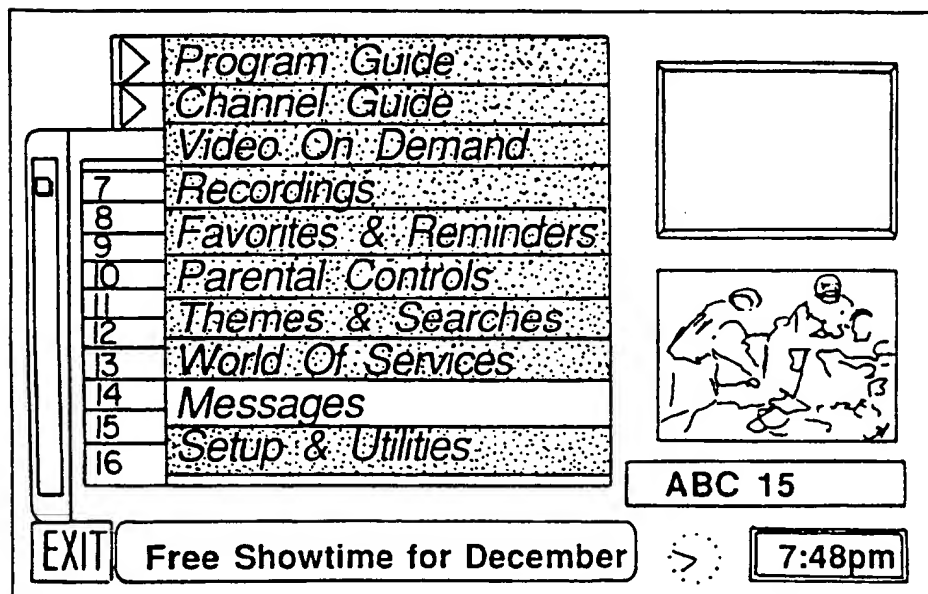 Program Guide
Channel Guide
Video On Demand
7
Recordings
8
Favorites & Reminders
9
10
Parental Controls
11
Themes & Searches
12
13
World Of Services
14
Messages
15
Setup & Utilities
16
ABC 15
EXIT
Free Showtime for December
7:48pm